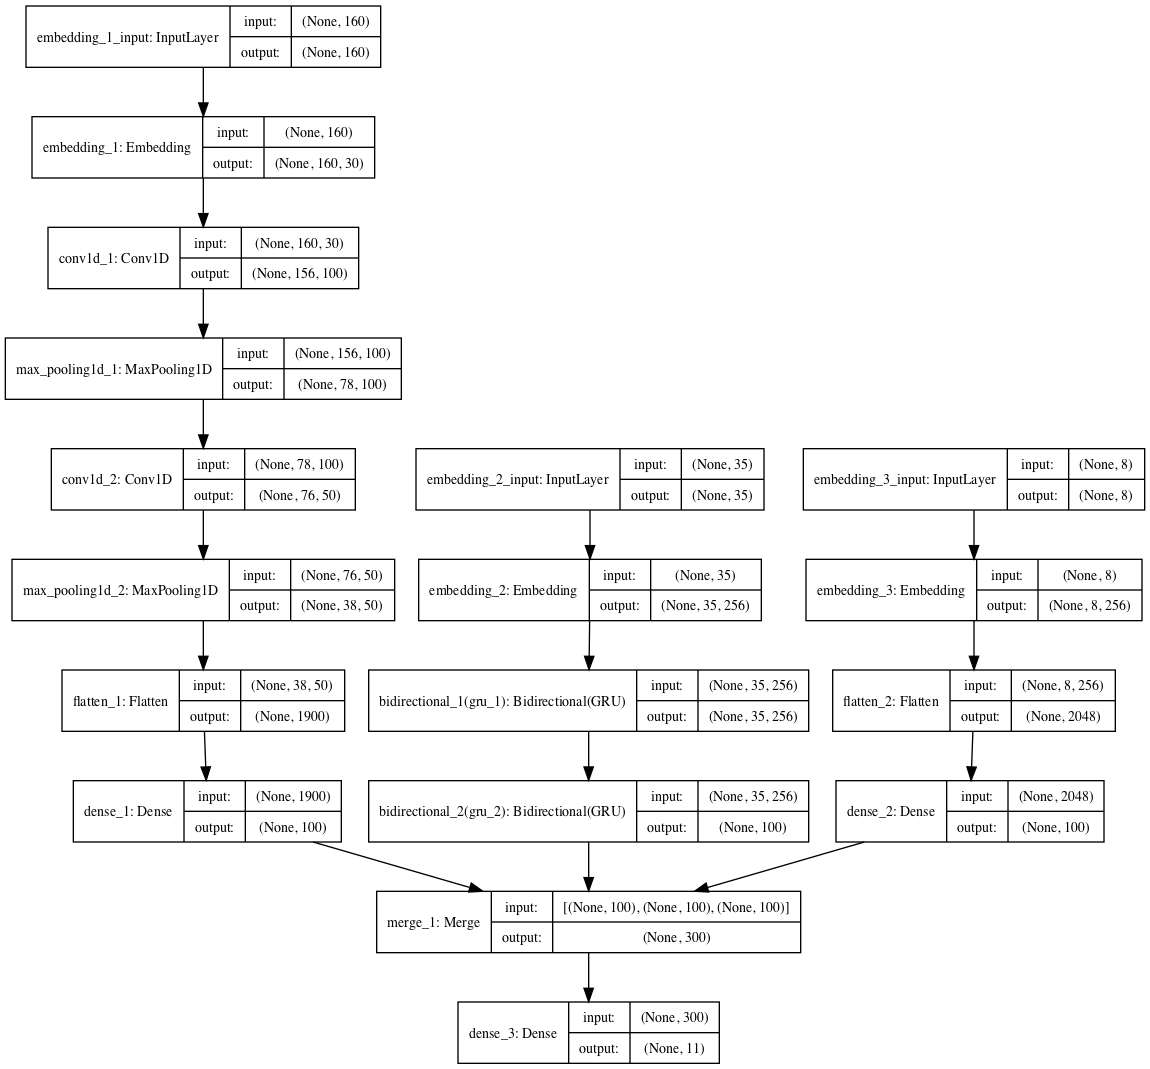 embedding_1_input: InputLayer
input:
(None, 160)
output:
(None, 160)
embedding_1: Embedding
input:
(None, 160)
output:
(None, 160, 30)
conv1d_1: Conv1D
input:
(None, 160, 30)
output:
(None, 156, 100)
max_pooling1d_1: MaxPooling1D
input:
(None, 156, 100)
output:
(None, 78, 100)
conv1d_2: Conv1D
input:
(None, 78, 100)
output:
(None, 76, 50)
embedding_2_input: InputLayer
input:
(None, 35)
output:
(None, 35)
embedding_3_input: InputLayer
input:
(None, 8)
output:
(None, 8)
max_pooling1d_2: MaxPooling1D
input:
(None, 76, 50)
output:
(None, 38, 50)
embedding_2: Embedding
input:
(None, 35)
output:
(None, 35, 256)
embedding_3: Embedding
input:
(None, 8)
output:
(None, 8, 256)
flatten_1: Flatten
input:
(None, 38, 50)
output:
(None, 1900)
bidirectional_1(gru_1): Bidirectional(GRU)
input:
(None, 35, 256)
output:
(None, 35, 256)
flatten_2: Flatten
input:
(None, 8, 256)
output:
(None, 2048)
dense_1: Dense
input:
(None, 1900)
output:
(None, 100)
bidirectional_2(gru_2): Bidirectional(GRU)
input:
(None, 35, 256)
output:
(None, 100)
dense_2: Dense
input:
(None, 2048)
output:
(None, 100)
merge_1: Merge
input:
[(None, 100), (None, 100), (None, 100)]
output:
(None, 300)
dense_3: Dense
input:
(None, 300)
output:
(None, 11)